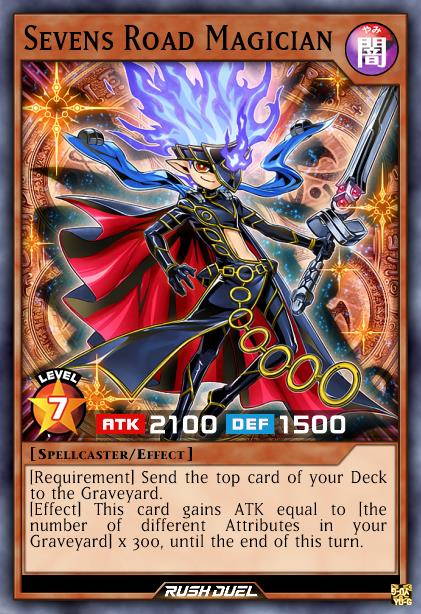 Sevens Road Magician
やみ
闇
LEVEL
7
ATK 2100 DEF 1500
[Spellcaster/Effect]
[Requirement] Send the top card of your Deck
to the Graveyard.
[Effect] This card gains ATK equal to [the
number of different Attributes in your
Graveyard] x 300, until the end of this turn.
RUSH DUEL